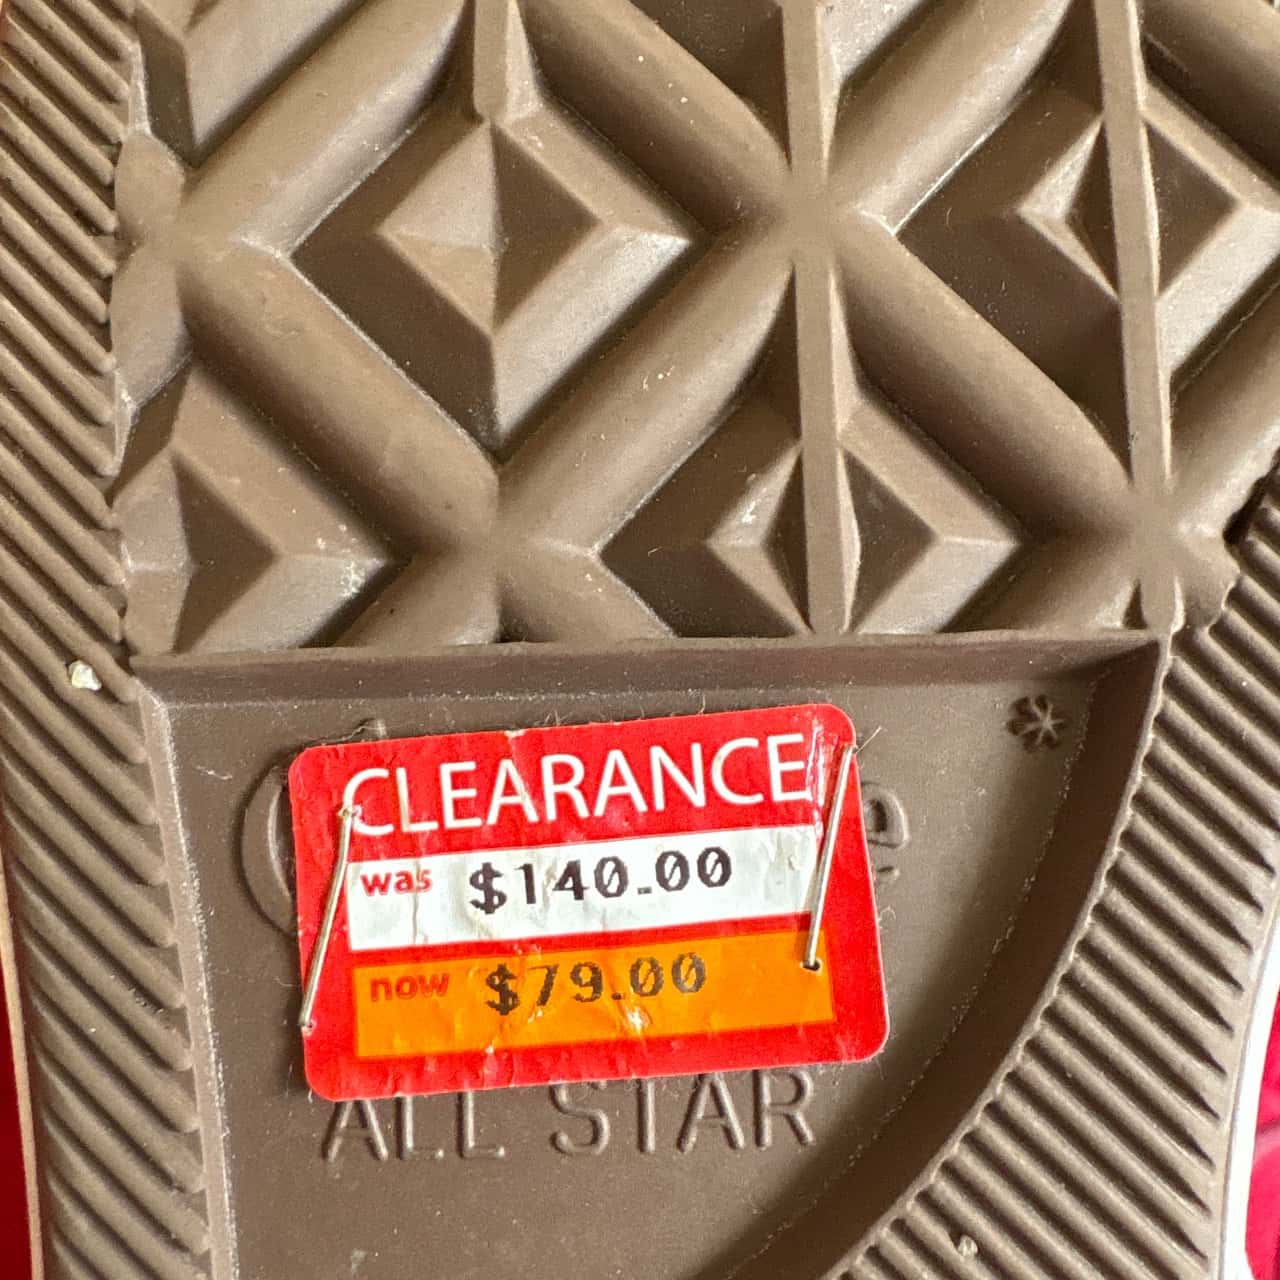 CLEARANCE
was $140.00
now $79.00
ALL STAR